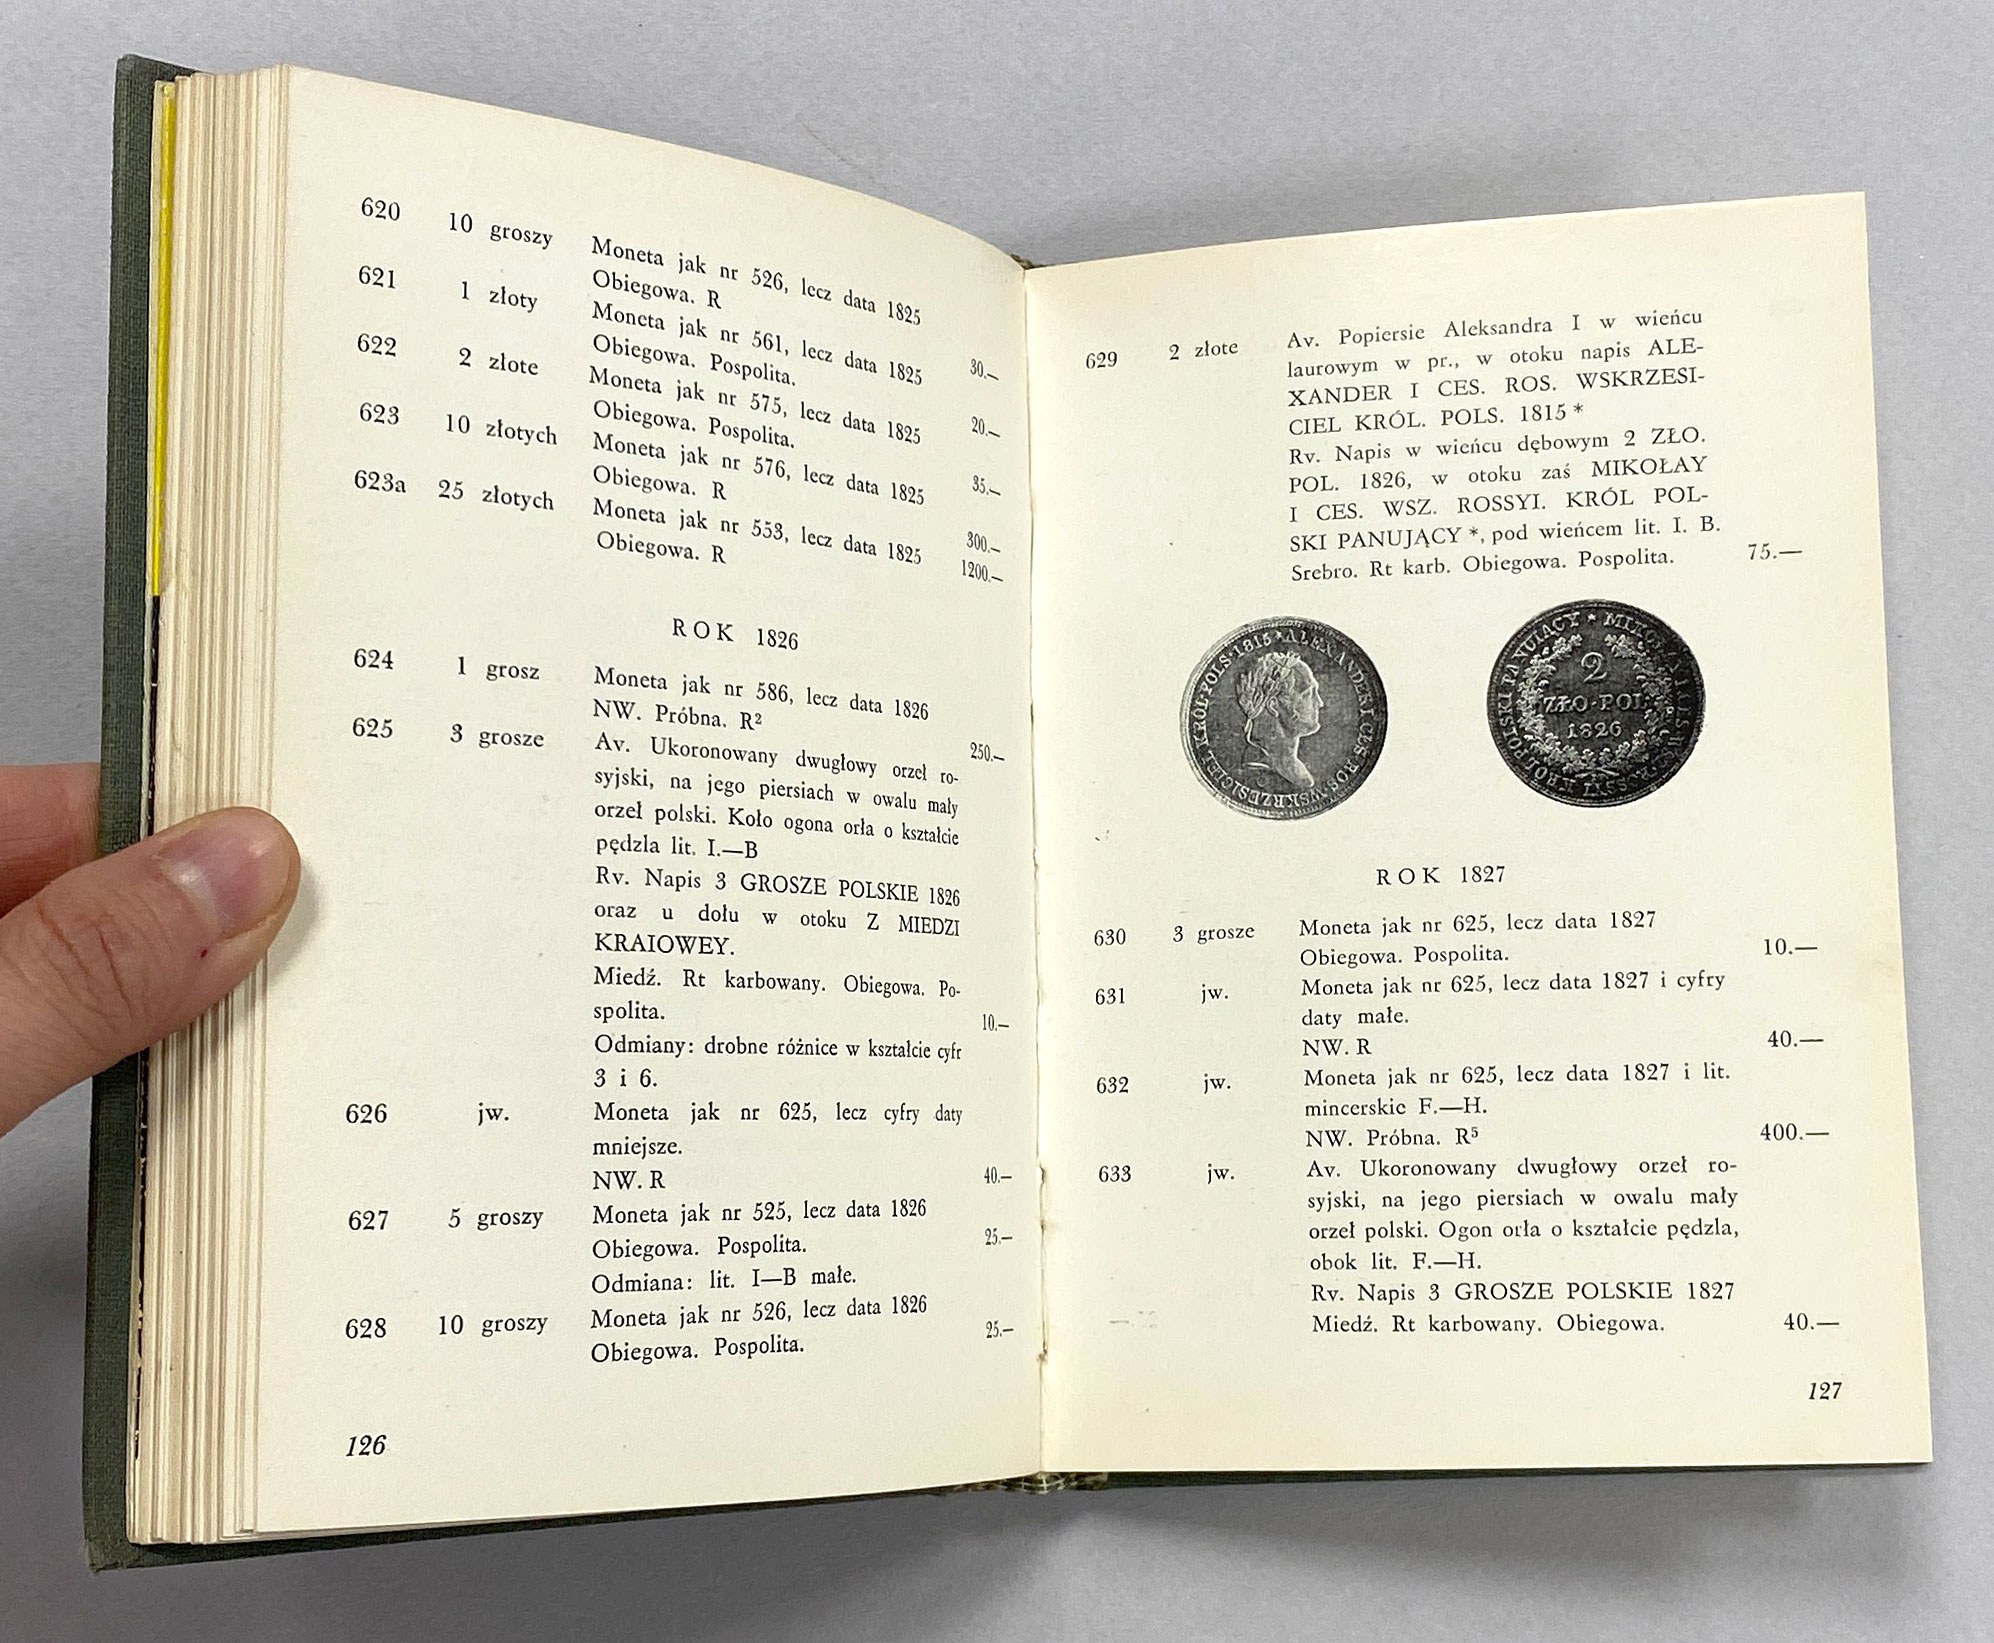 620 10 groszy Moneta jak nr 526, lecz data 1825
Obiegowa. R 30.—
621 1 złoty Moneta jak nr 561, lecz data 1825
Obiegowa. Pospolita. 20.—
622 2 złote Moneta jak nr 575, lecz data 1825
Obiegowa. Pospolita. 35.—
623 10 złotych Moneta jak nr 576, lecz data 1825
Obiegowa. R 300.—
623a 25 złotych Moneta jak nr 553, lecz data 1825
Obiegowa. R 1200.—
ROK 1826
624 1 grosz Moneta jak nr 586, lecz data 1826
NW. Próbna. R² 250.—
625 3 grosze Av. Ukoronowany dwugłowy orzeł ro-
syjski, na jego piersiach w owalu mały
orzeł polski. Koło ogona orła o kształcie
pędzla lit. I.—B
Rv. Napis 3 GROSZE POLSKIE 1826
oraz u dołu w otoku Z MIEDZI
KRAIOWEY.
Miedź. Rt karbowany. Obiegowa. Po-
spolita. 10.—
Odmiany: drobne różnice w kształcie cyfr
3 i 6.
626 jw. Moneta jak nr 625, lecz cyfry daty
mniejsze.
NW. R 40.—
627 5 groszy Moneta jak nr 525, lecz data 1826
Obiegowa. Pospolita. 25.—
Odmiana: lit. I—B małe.
628 10 groszy Moneta jak nr 526, lecz data 1826
Obiegowa. Pospolita. 25.—
126
629 2 złote Av. Popiersie Aleksandra I w wieńcu
laurowym w pr., w otoku napis ALE-
XANDER I CES. ROS. WSKRZESI-
CIEL KRÓL. POLS. 1815 *
Rv. Napis w wieńcu dębowym 2 ZŁO.
POL. 1826, w otoku zaś MIKOŁAY
I CES. WSZ. ROSSYI. KRÓL POL-
SKI PANUJĄCY *, pod wieńcem lit. I. B.
Srebro. Rt karb. Obiegowa. Pospolita. 75.—
2
ZŁO·POL
1826
ROK 1827
630 3 grosze Moneta jak nr 625, lecz data 1827
Obiegowa. Pospolita. 10.—
631 jw. Moneta jak nr 625, lecz data 1827 i cyfry
daty małe.
NW. R 40.—
632 jw. Moneta jak nr 625, lecz data 1827 i lit.
mincerskie F.—H.
NW. Próbna. R⁵ 400.—
633 jw. Av. Ukoronowany dwugłowy orzeł ro-
syjski, na jego piersiach w owalu mały
orzeł polski. Ogon orła o kształcie pędzla,
obok lit. F.—H.
Rv. Napis 3 GROSZE POLSKIE 1827
Miedź. Rt karbowany. Obiegowa. 40.—
127